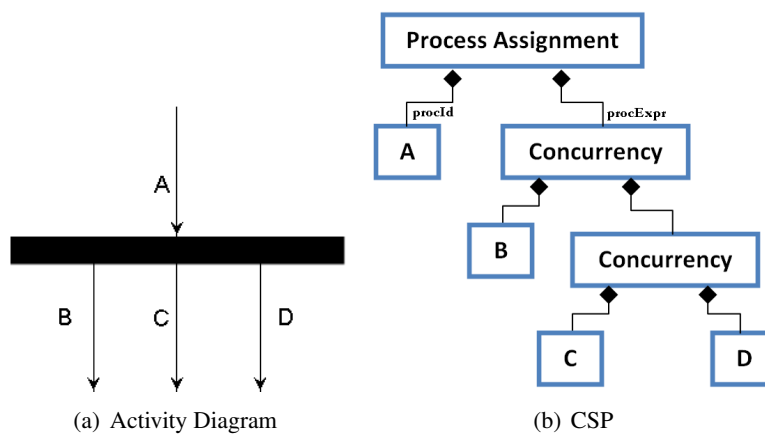 Process Assignment
procId
procExpr
A
Concurrency
A
B
Concurrency
B
C
D
C
D
(a) Activity Diagram
(b) CSP